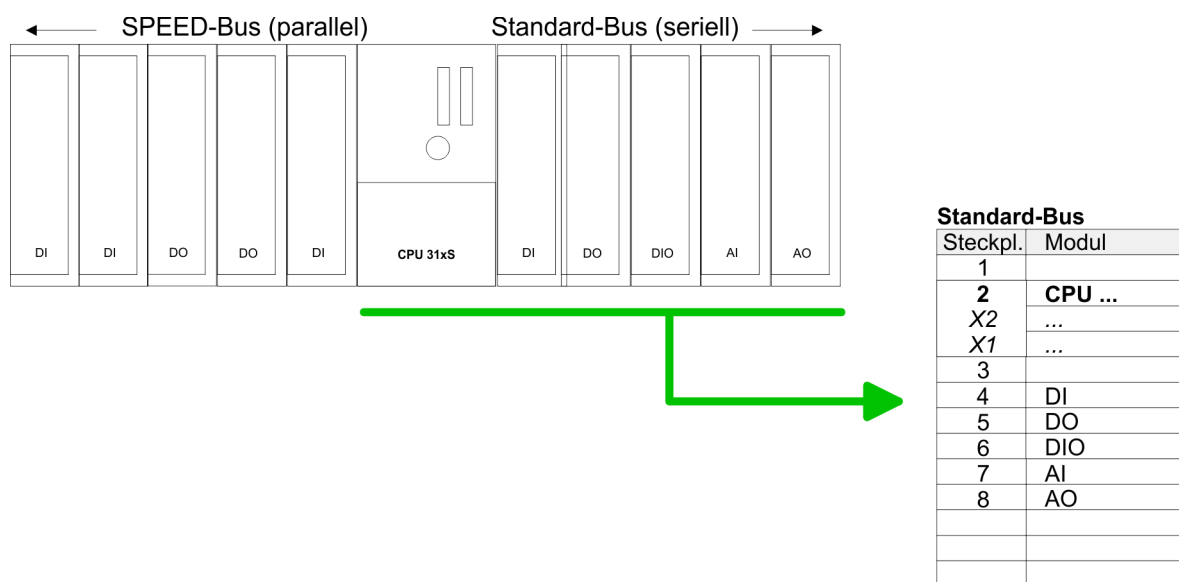 SPEED-Bus (parallel) Standard-Bus (seriell)
DI DI DO DO DI CPU 31xS DI DO DIO AI AO
Standard-Bus
Steckpl. Modul
1
2 CPU ...
X2 ...
X1 ...
3
4 DI
5 DO
6 DIO
7 AI
8 AO